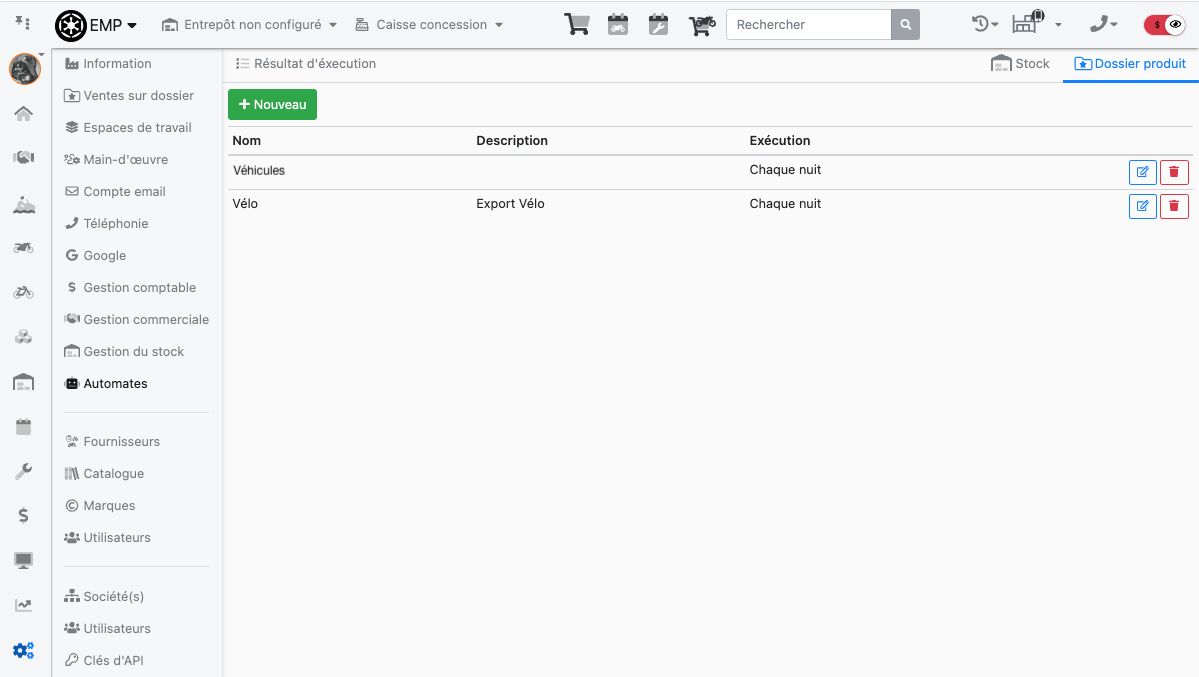 EMP
Entrepôt non configuré
Caisse concession
Rechercher
$
Information
Ventes sur dossier
Espaces de travail
Main-d'œuvre
Compte email
Téléphonie
Google
Gestion comptable
Gestion commerciale
Gestion du stock
Automates
Fournisseurs
Catalogue
Marques
Utilisateurs
Société(s)
Utilisateurs
Clés d'API
Résultat d'éxecution
Stock
Dossier produit
+ Nouveau
Nom Description Exécution
Véhicules Chaque nuit
Vélo Export Vélo Chaque nuit